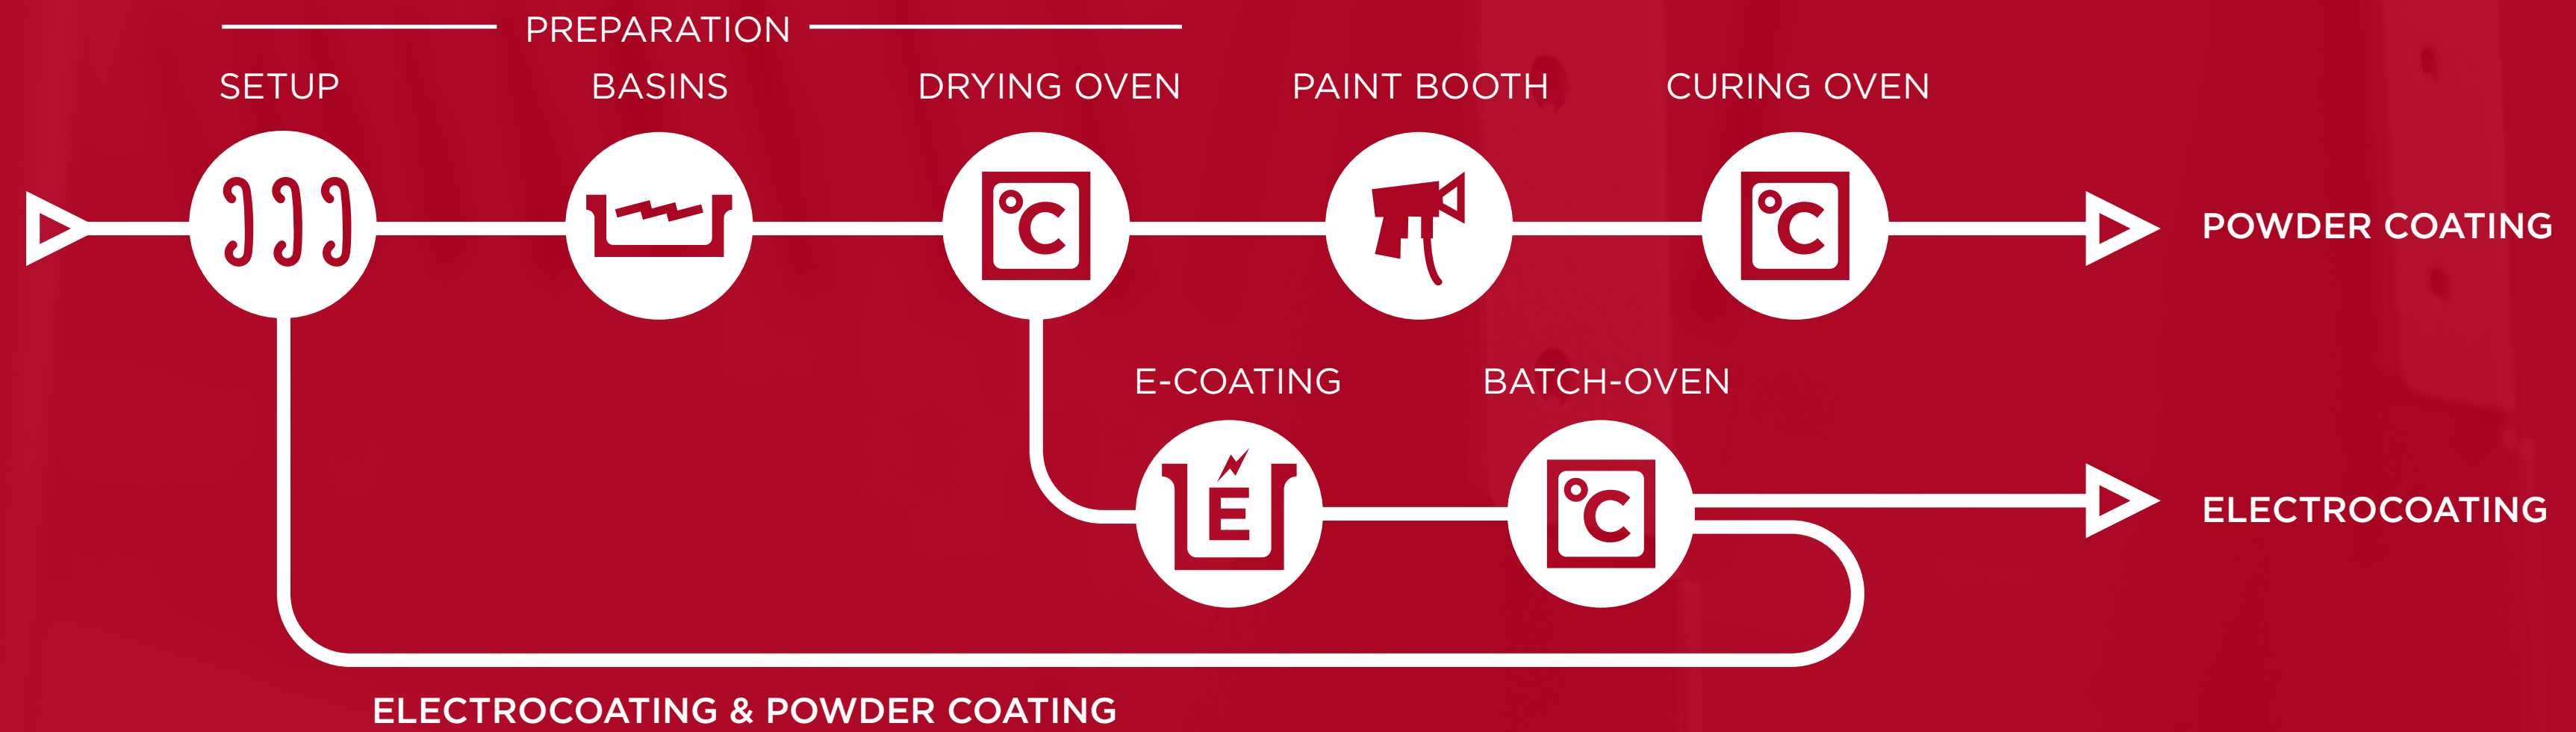 PREPARATION
SETUP
BASINS
DRYING OVEN
PAINT BOOTH
CURING OVEN
°C
°C
POWDER COATING
E-COATING
BATCH-OVEN
E
°C
ELECTROCOATING
ELECTROCOATING & POWDER COATING